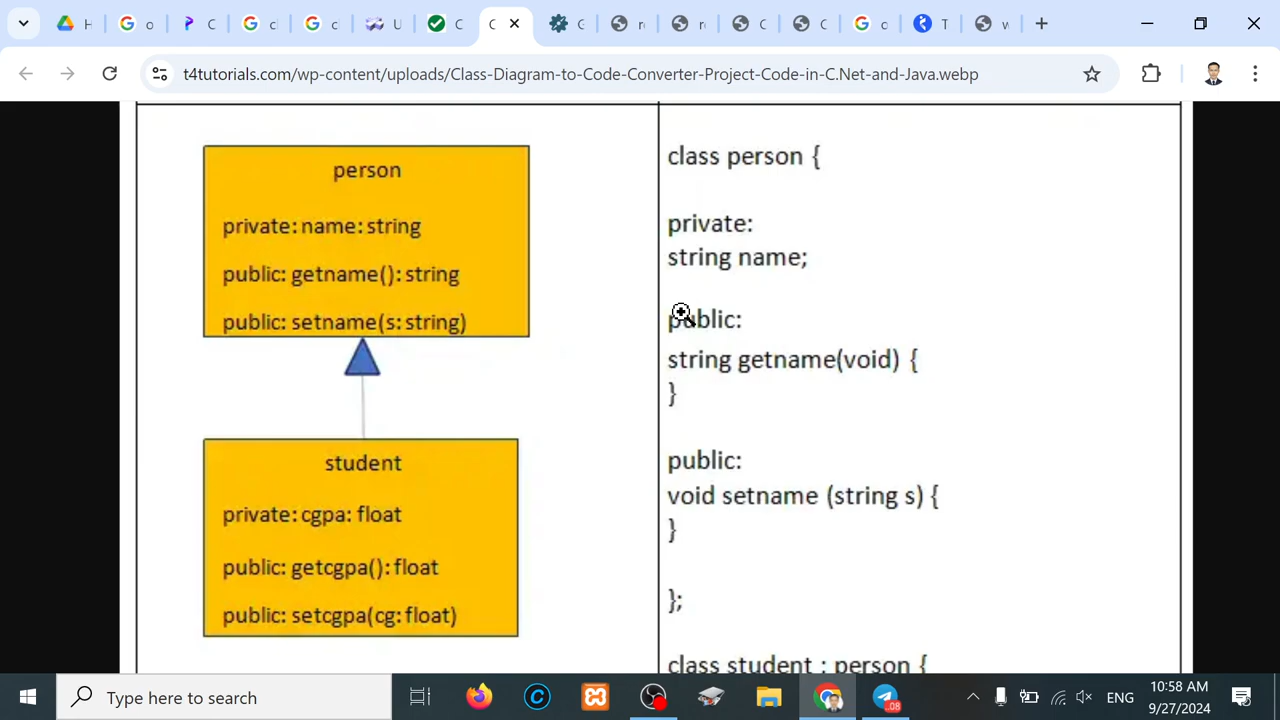 H
G o
C
G c
G c
U
C
C
C
r
r
C
C
G o
T
w
t4tutorials.com/wp-content/uploads/Class-Diagram-to-Code-Converter-Project-Code-in-C.Net-and-Java.webp
person
private: name: string
public: getname(): string
public: setname(s: string)
student
private: cgpa: float
public: getcgpa(): float
public: setcgpa(cg: float)
class person {
private:
string name;
public:
string getname(void) {
}
public:
void setname (string s) {
}
};
class student : person {
Type here to search
.08
ENG
10:58 AM
9/27/2024